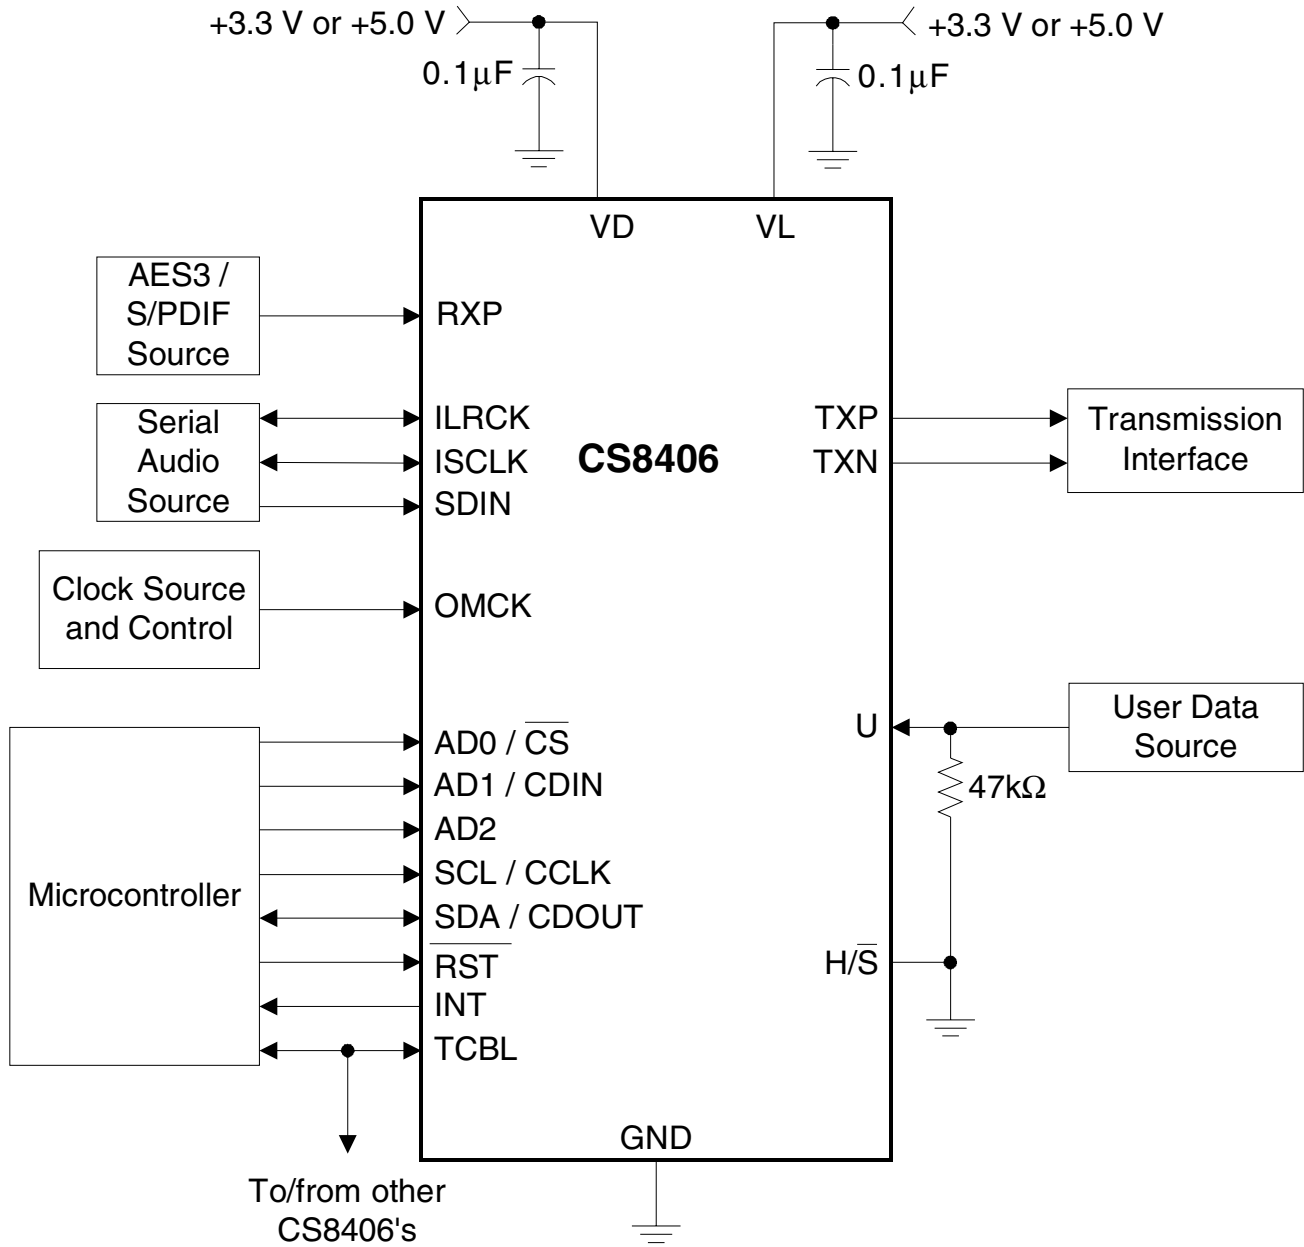 +3.3 V or +5.0 V
+3.3 V or +5.0 V
0.1µF
0.1µF
VD
VL
AES3 /
S/PDIF
Source
RXP
Serial
Audio
Source
ILRCK
ISCLK
SDIN
CS8406
TXP
TXN
Transmission
Interface
Clock Source
and Control
OMCK
User Data
Source
U
47kΩ
Microcontroller
AD0 / C̅S̅
AD1 / CDIN
AD2
SCL / CCLK
SDA / CDOUT
R̅S̅T̅
INT
TCBL
H/S̅
GND
To/from other
CS8406's